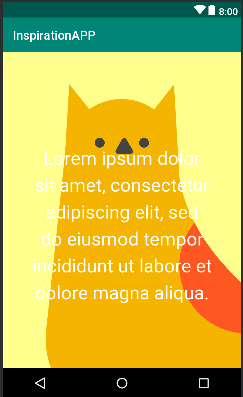 8:00
InspirationAPP
Lorem ipsum dolor
sit amet, consectetur
adipiscing elit, sed
do eiusmod tempor
incididunt ut labore et
dolore magna aliqua.